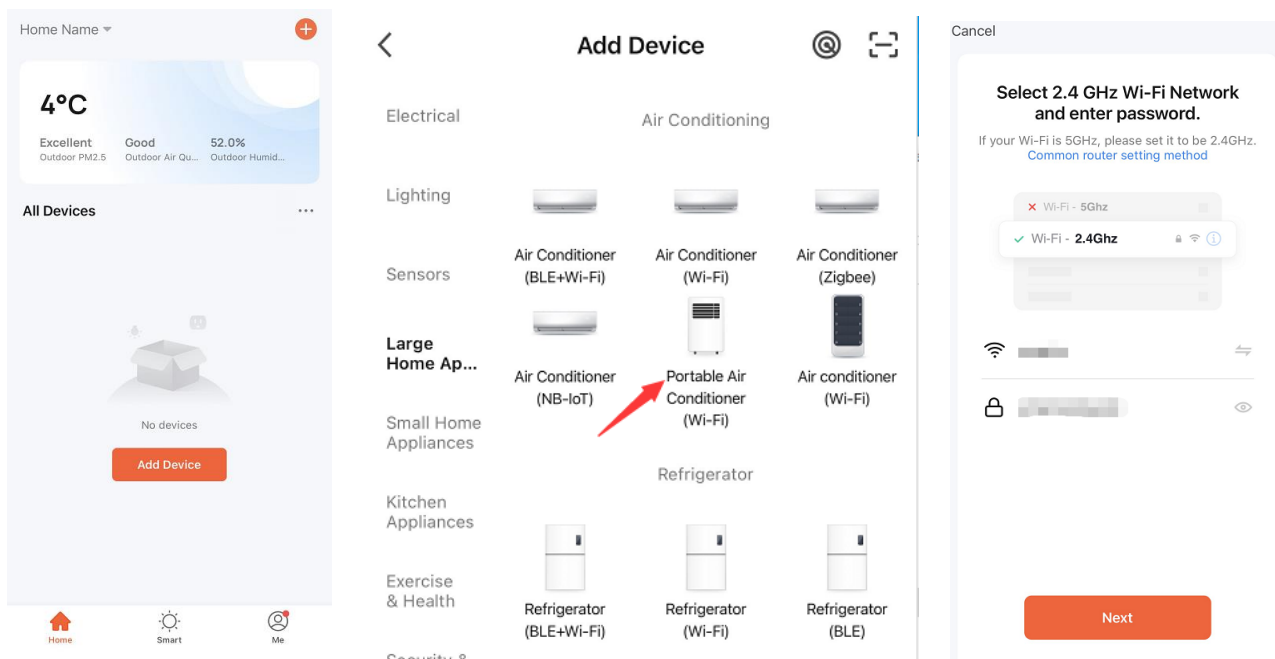 Home Name
4°C
Excellent Good 52.0%
Outdoor PM2.5 Outdoor Air Qu... Outdoor Humid...
All Devices
No devices
Add Device
Home Smart Me
Add Device
Electrical
Lighting
Sensors
Large
Home Ap...
Small Home
Appliances
Kitchen
Appliances
Exercise
& Health
Air Conditioning
Air Conditioner Air Conditioner Air Conditioner
(BLE+Wi-Fi) (Wi-Fi) (Zigbee)
Air Conditioner Portable Air Air conditioner
(NB-IoT) Conditioner (Wi-Fi)
(Wi-Fi)
Refrigerator
Refrigerator Refrigerator Refrigerator
(BLE+Wi-Fi) (Wi-Fi) (BLE)
Cancel
Select 2.4 GHz Wi-Fi Network
and enter password.
If your Wi-Fi is 5GHz, please set it to be 2.4GHz.
Common router setting method
Wi-Fi - 5Ghz
Wi-Fi - 2.4Ghz
Next